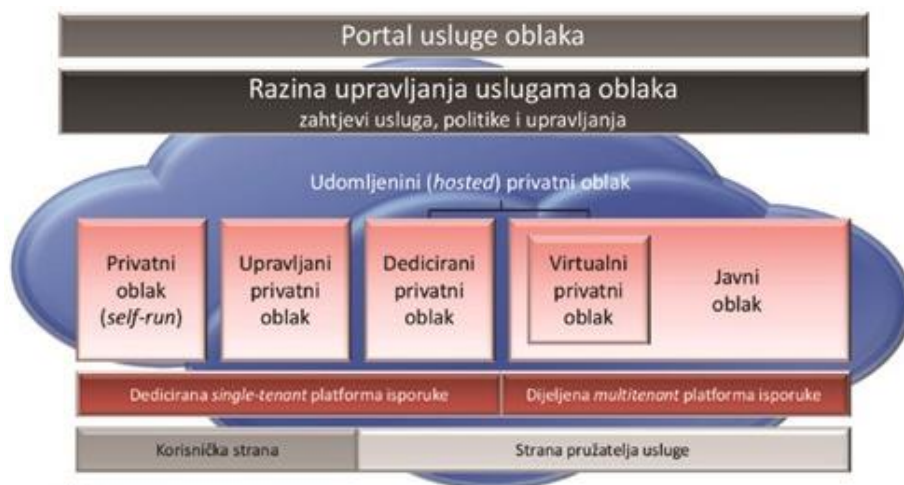 Portal usluge oblaka
Razina upravljanja uslugama oblaka
zahtjevi usluga, politike i upravljanja
Udomljenini (hosted) privatni oblak
Privatni
oblak
(self-run)
Upravljani
privatni
oblak
Dedicirani
privatni
oblak
Virtualni
privatni
oblak
Javni
oblak
Dedicirana single-tenant platforma isporuke
Dijeljena multitenant platforma isporuke
Korisnička strana
Strana pružatelja usluge